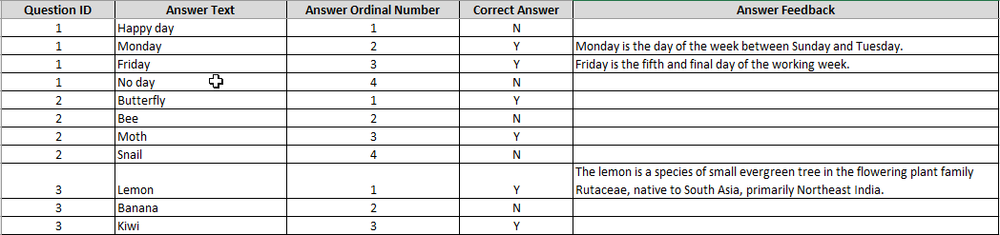 Question ID Answer Text Answer Ordinal Number Correct Answer Answer Feedback
1 Happy day 1 N
1 Monday 2 Y Monday is the day of the week between Sunday and Tuesday.
1 Friday 3 Y Friday is the fifth and final day of the working week.
1 No day 4 N
2 Butterfly 1 Y
2 Bee 2 N
2 Moth 3 Y
2 Snail 4 N
The lemon is a species of small evergreen tree in the flowering plant family
3 Lemon 1 Y Rutaceae, native to South Asia, primarily Northeast India.
3 Banana 2 N
3 Kiwi 3 Y